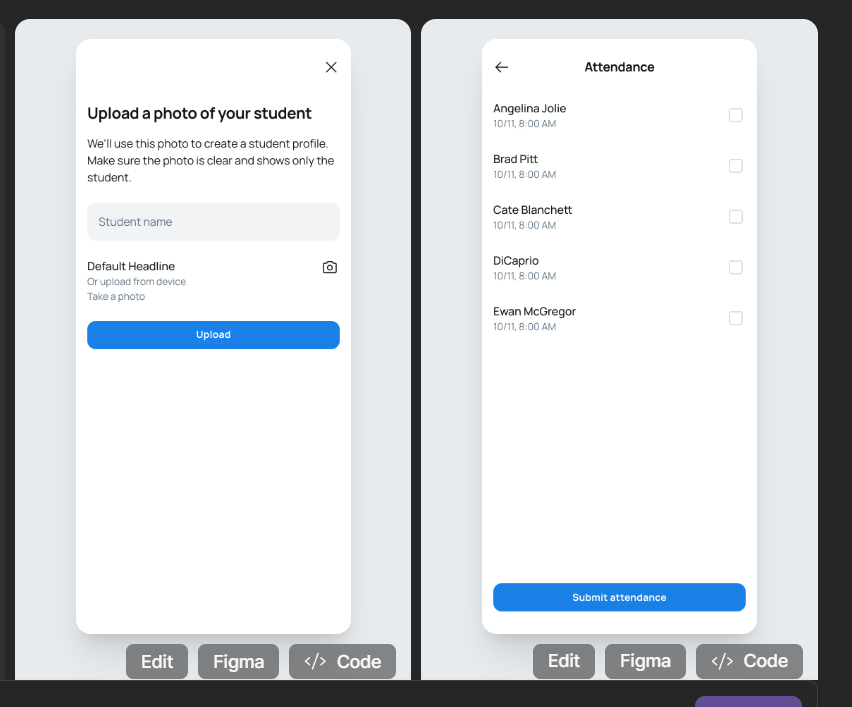 Upload a photo of your student
We'll use this photo to create a student profile.
Make sure the photo is clear and shows only the
student.
Student name
Default Headline
Or upload from device
Take a photo
Upload
Edit
Figma
</> Code
Attendance
Angelina Jolie
10/11, 8:00 AM
Brad Pitt
10/11, 8:00 AM
Cate Blanchett
10/11, 8:00 AM
DiCaprio
10/11, 8:00 AM
Ewan McGregor
10/11, 8:00 AM
Submit attendance
Edit
Figma
</> Code